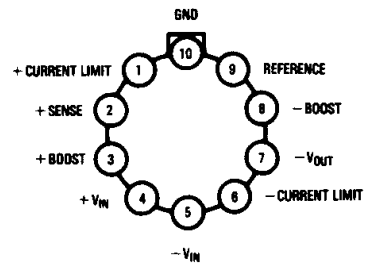 GND
10
+ CURRENT LIMIT 1 9 REFERENCE
+ SENSE 2 8 - BOOST
+ BOOST 3 7 -VOUT
+ VIN 4 5 6 - CURRENT LIMIT
- VIN